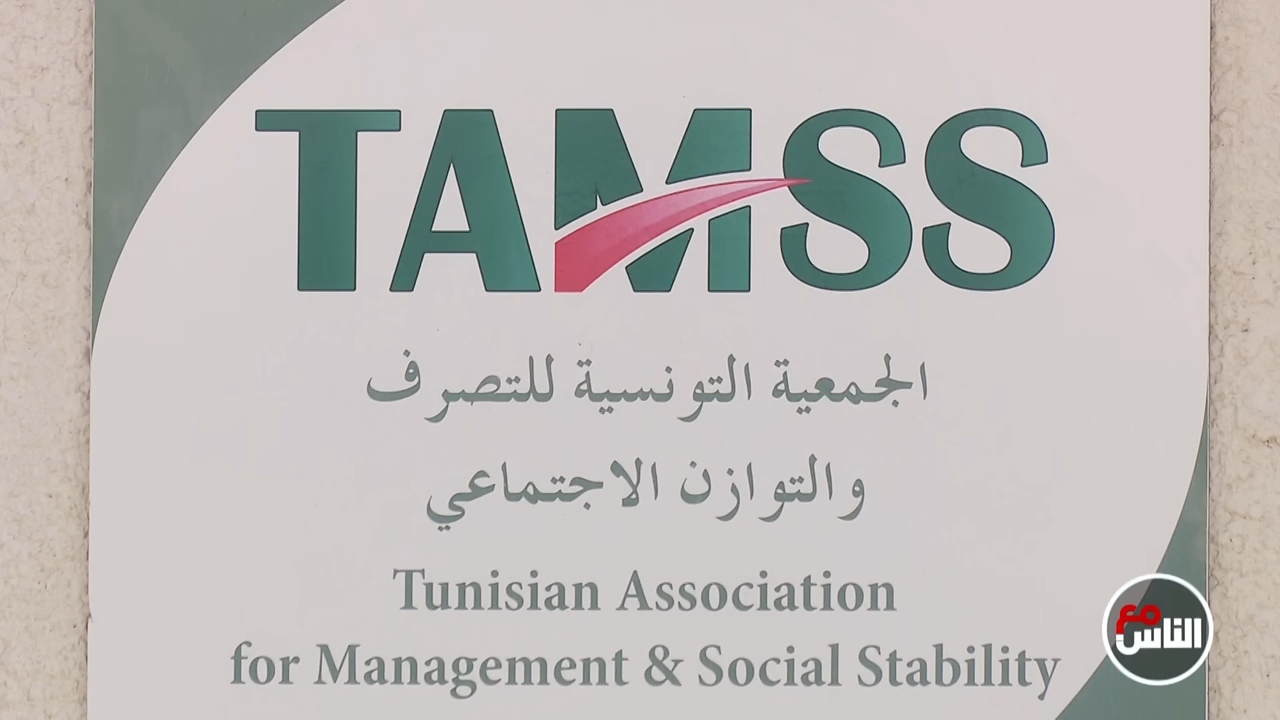 TAMSS
الجمعية التونسية للتصرف
والتوازن الاجتماعي
Tunisian Association
for Management & Social Stability
مع
الناس